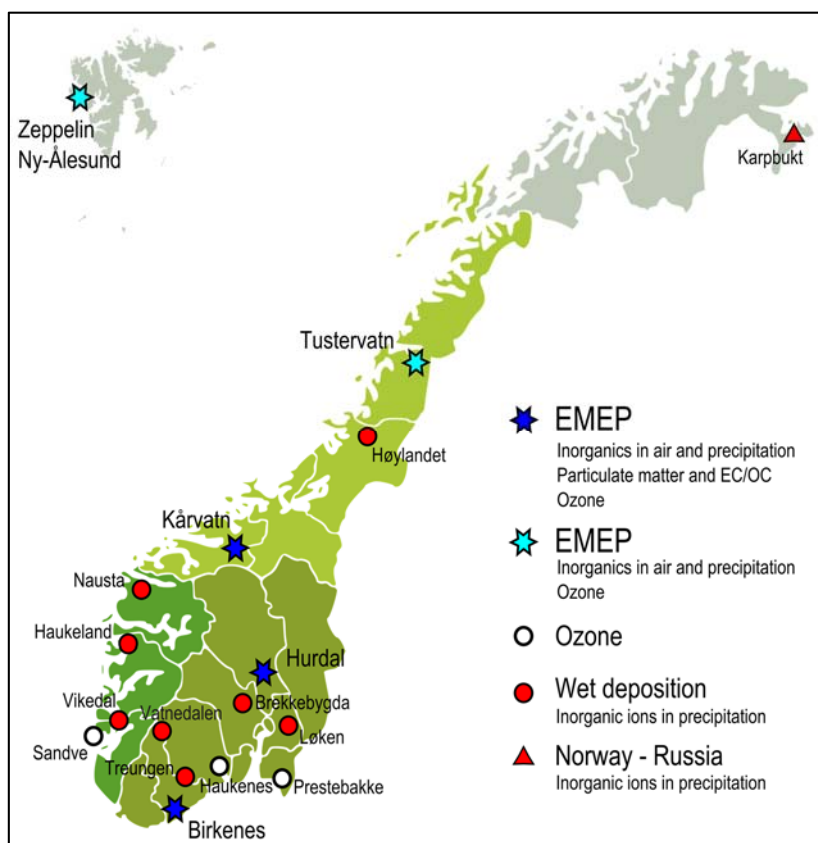 Zeppelin
Ny-Ålesund
Karpbukt
Tustervatn
Høylandet
Kårvatn
Nausta
Haukeland
Hurdal
Vikedal
Vatnedalen
Brekkebygda
Sandve
Løken
Treungen
Haukenes
Prestebakke
Birkenes
EMEP
Inorganics in air and precipitation
Particulate matter and EC/OC
Ozone
EMEP
Inorganics in air and precipitation
Ozone
Ozone
Wet deposition
Inorganic ions in precipitation
Norway - Russia
Inorganic ions in precipitation